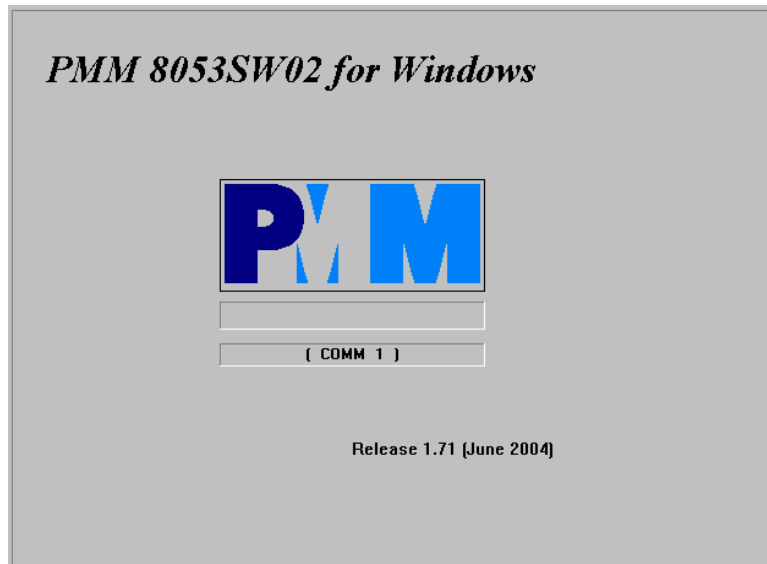 PMM 8053SW02 for Windows
PMM
( COMM 1 )
Release 1.71 (June 2004)